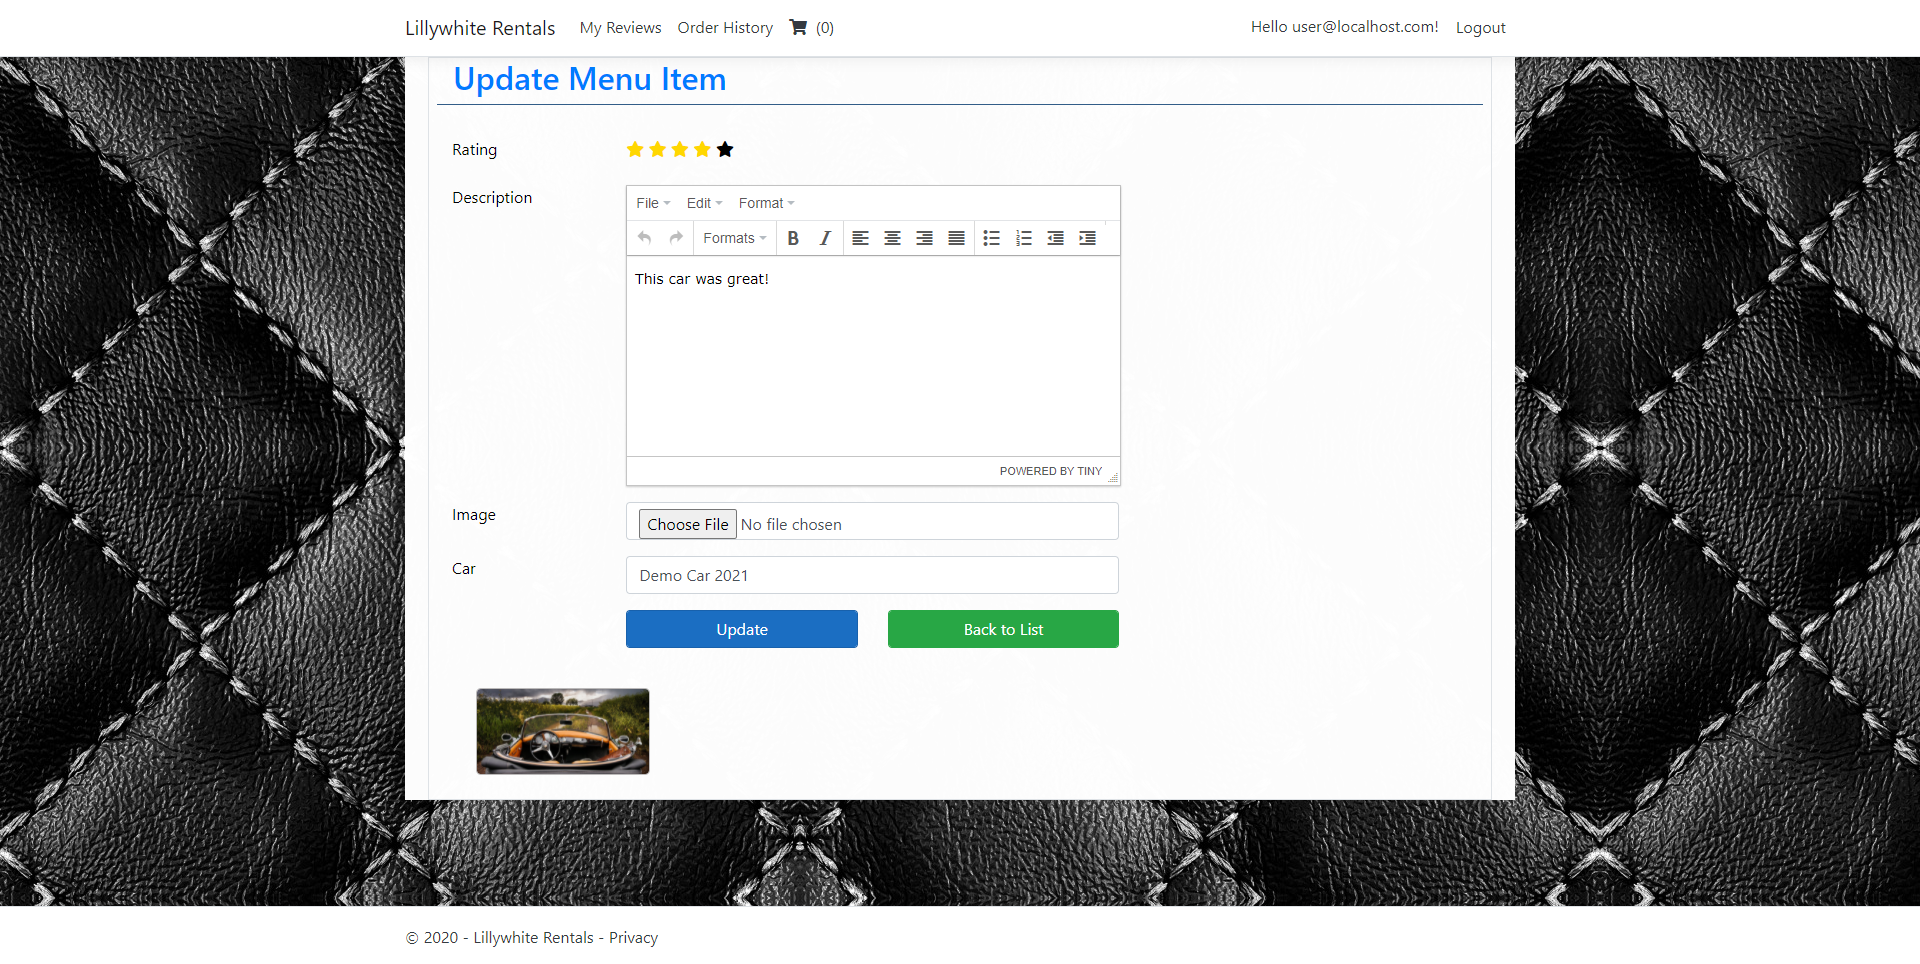 Lillywhite Rentals My Reviews Order History (0) Hello user@localhost.com! Logout
Update Menu Item
Rating
Description
File Edit Format
Formats B I
This car was great!
POWERED BY TINY
Image Choose File No file chosen
Car Demo Car 2021
Update Back to List
© 2020 - Lillywhite Rentals - Privacy